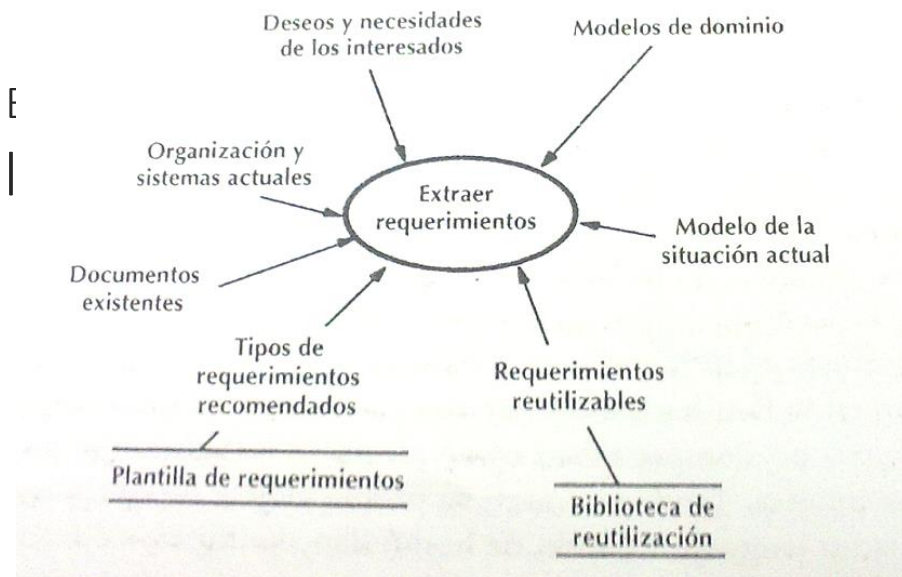 Deseos y necesidades
de los interesados
Modelos de dominio
E
Organización y
sistemas actuales
Extraer
requerimientos
Modelo de la
situación actual
Documentos
existentes
Tipos de
requerimientos
recomendados
Requerimientos
reutilizables
Plantilla de requerimientos
Biblioteca de
reutilización